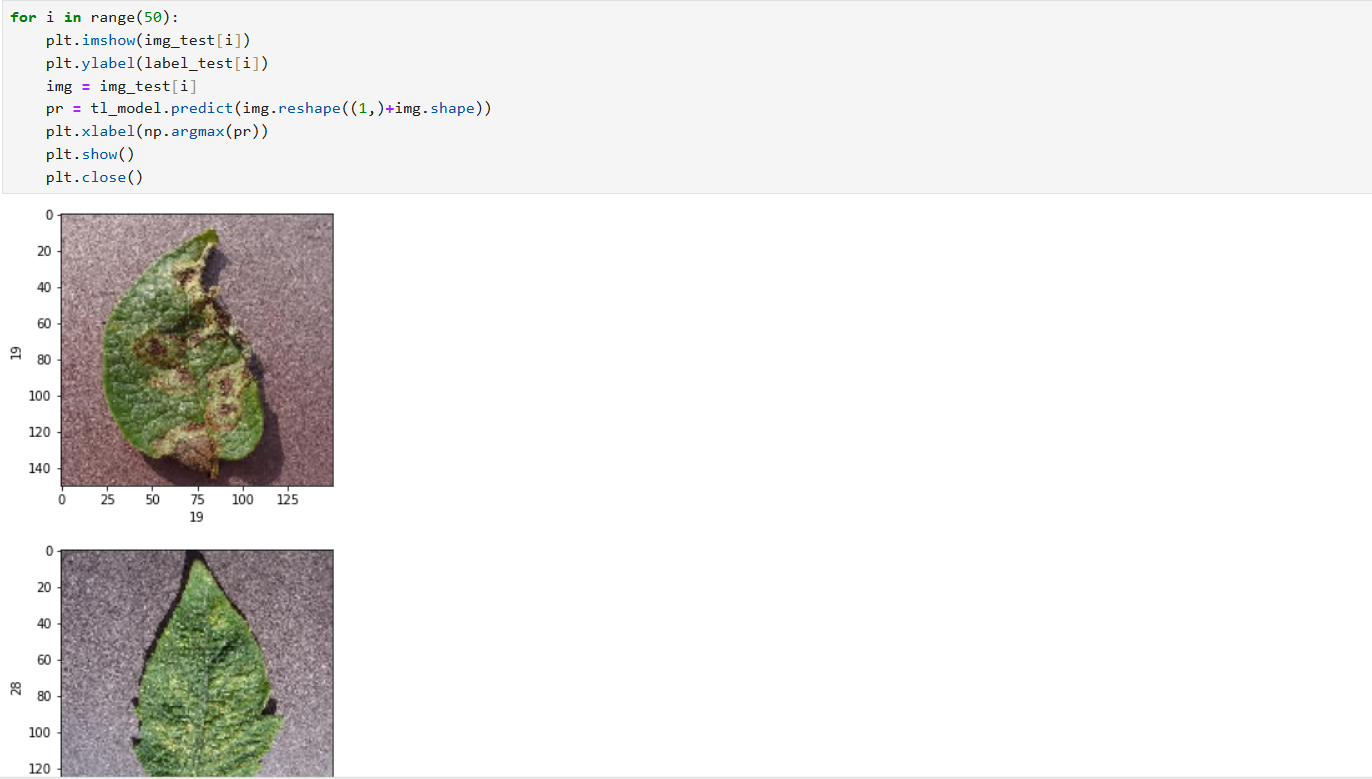 for i in range(50):
    plt.imshow(img_test[i])
    plt.ylabel(label_test[i])
    img = img_test[i]
    pr = tl_model.predict(img.reshape((1,)+img.shape))
    plt.xlabel(np.argmax(pr))
    plt.show()
    plt.close()
0
20
40
60
80
100
120
140
19
0 25 50 75 100 125
19
0
20
40
60
80
100
120
28